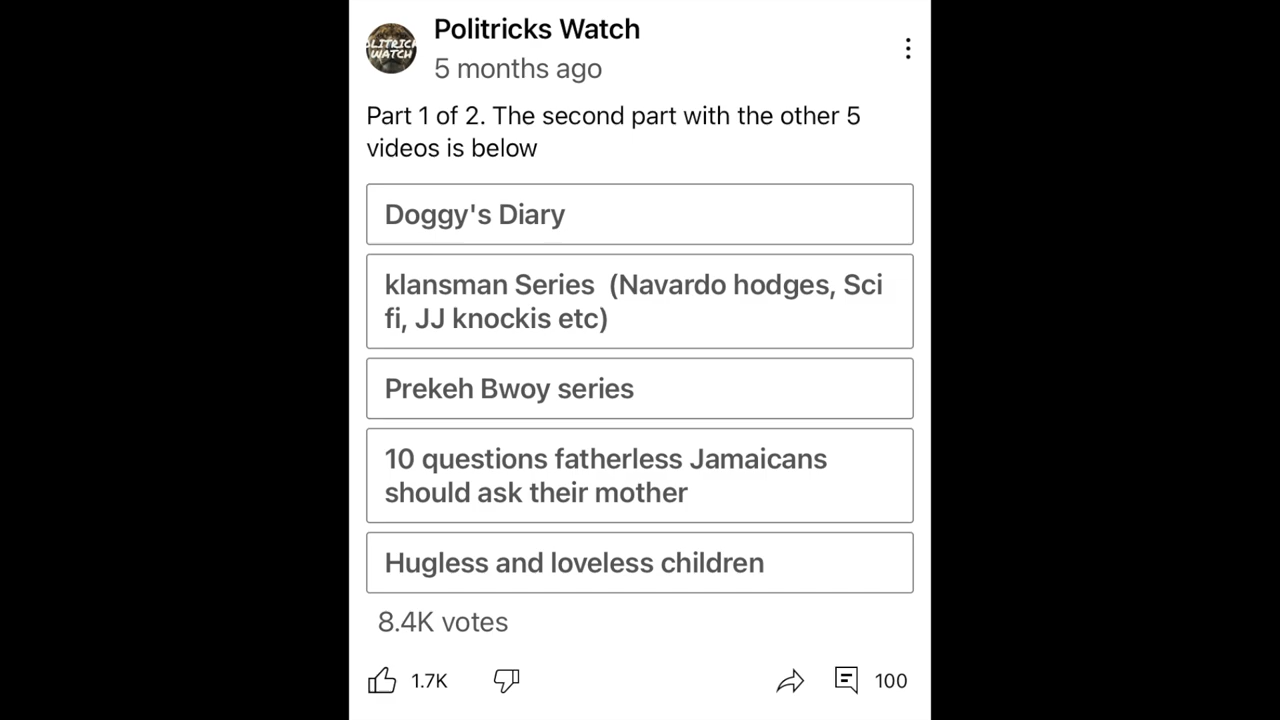 Politricks Watch
5 months ago
Part 1 of 2. The second part with the other 5
videos is below
Doggy's Diary
klansman Series (Navardo hodges, Sci
fi, JJ knockis etc)
Prekeh Bwoy series
10 questions fatherless Jamaicans
should ask their mother
Hugless and loveless children
8.4K votes
1.7K
100